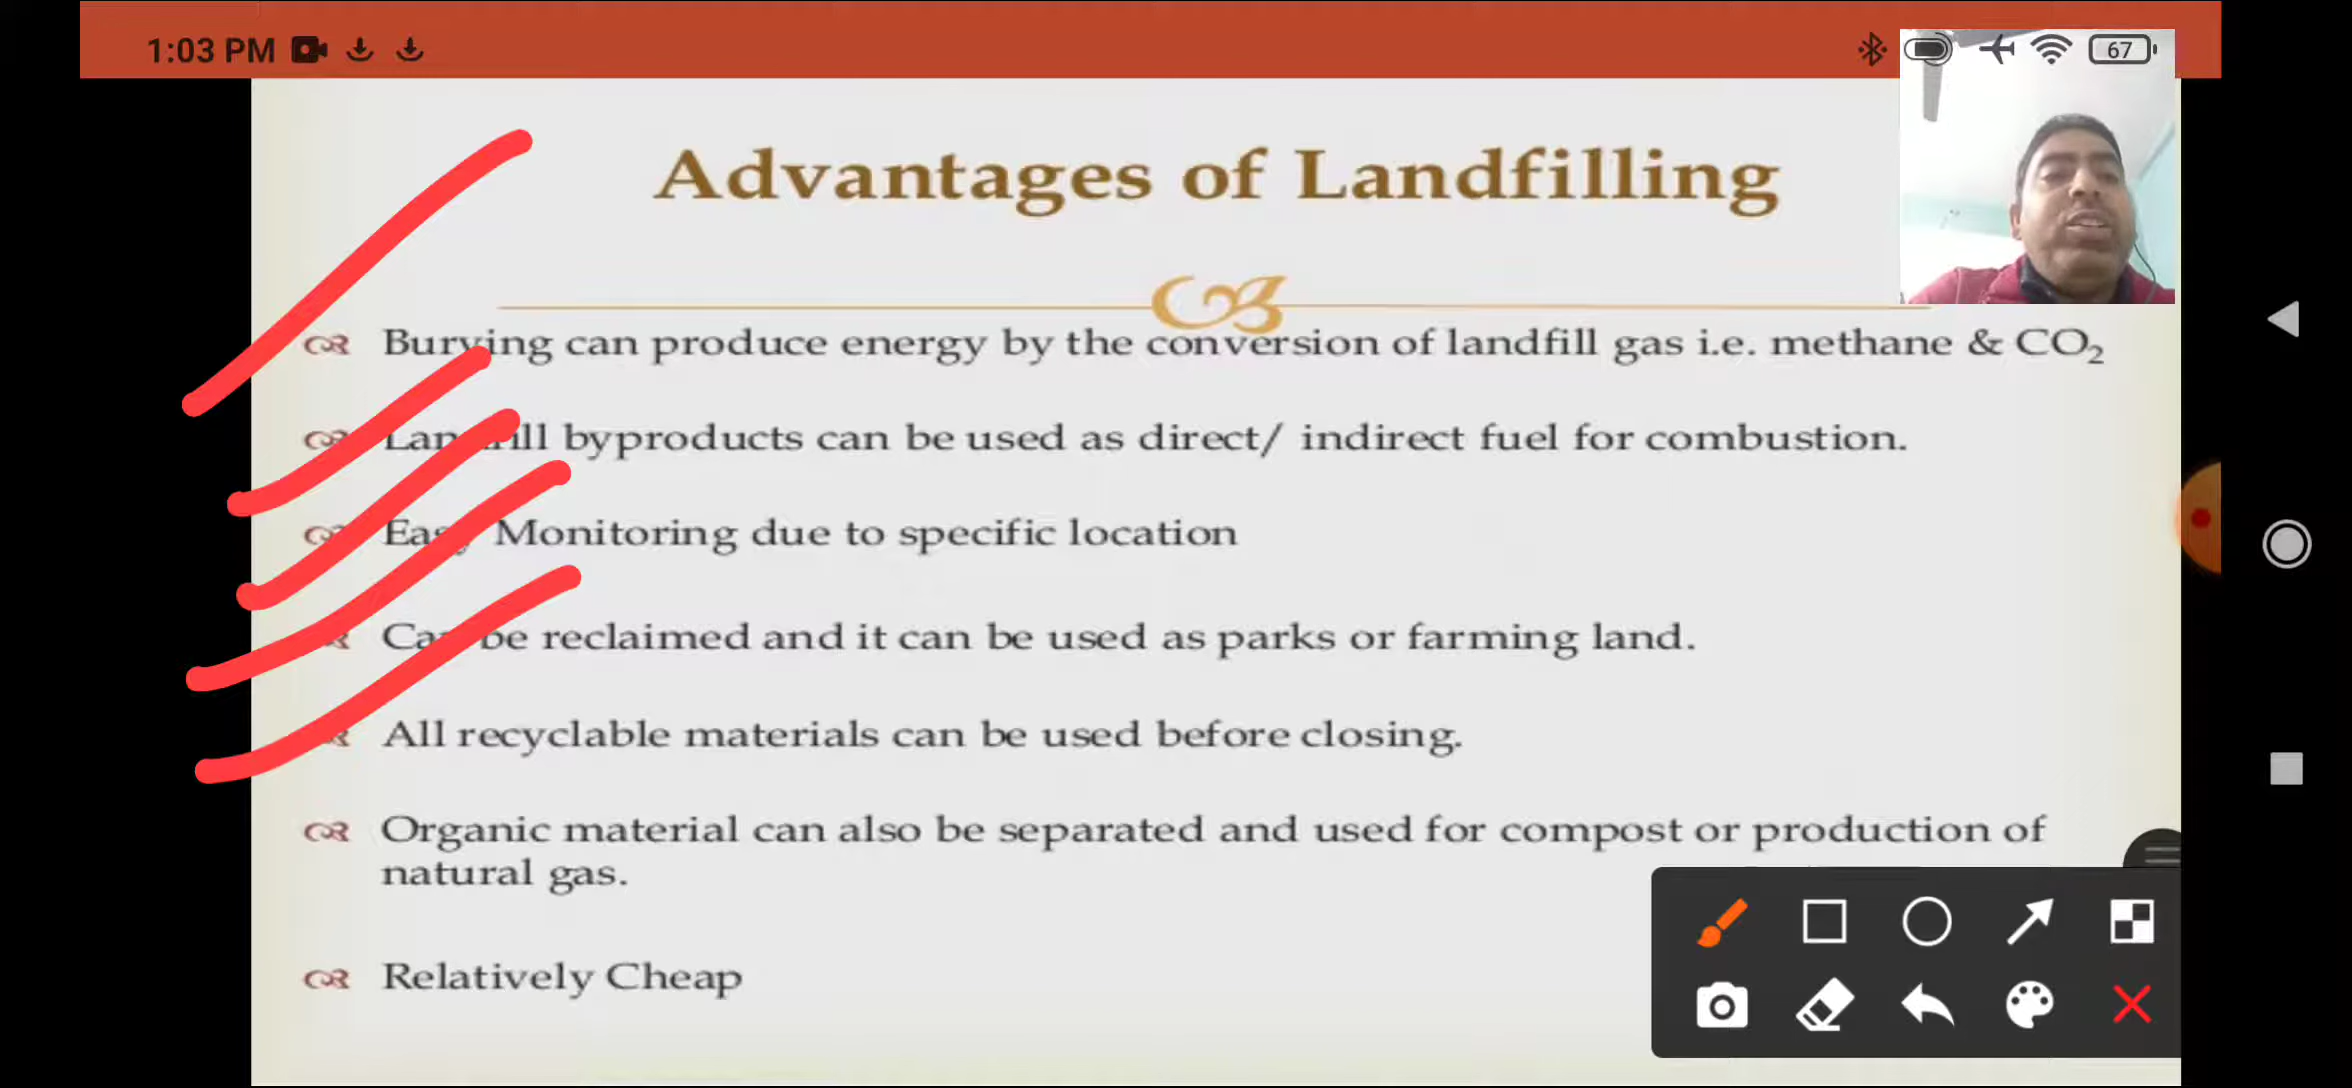 1:03 PM
67
Advantages of Landfilling
Burying can produce energy by the conversion of landfill gas i.e. methane & CO₂
Landfill byproducts can be used as direct/ indirect fuel for combustion.
Easy Monitoring due to specific location
Can be reclaimed and it can be used as parks or farming land.
All recyclable materials can be used before closing.
Organic material can also be separated and used for compost or production of
natural gas.
Relatively Cheap